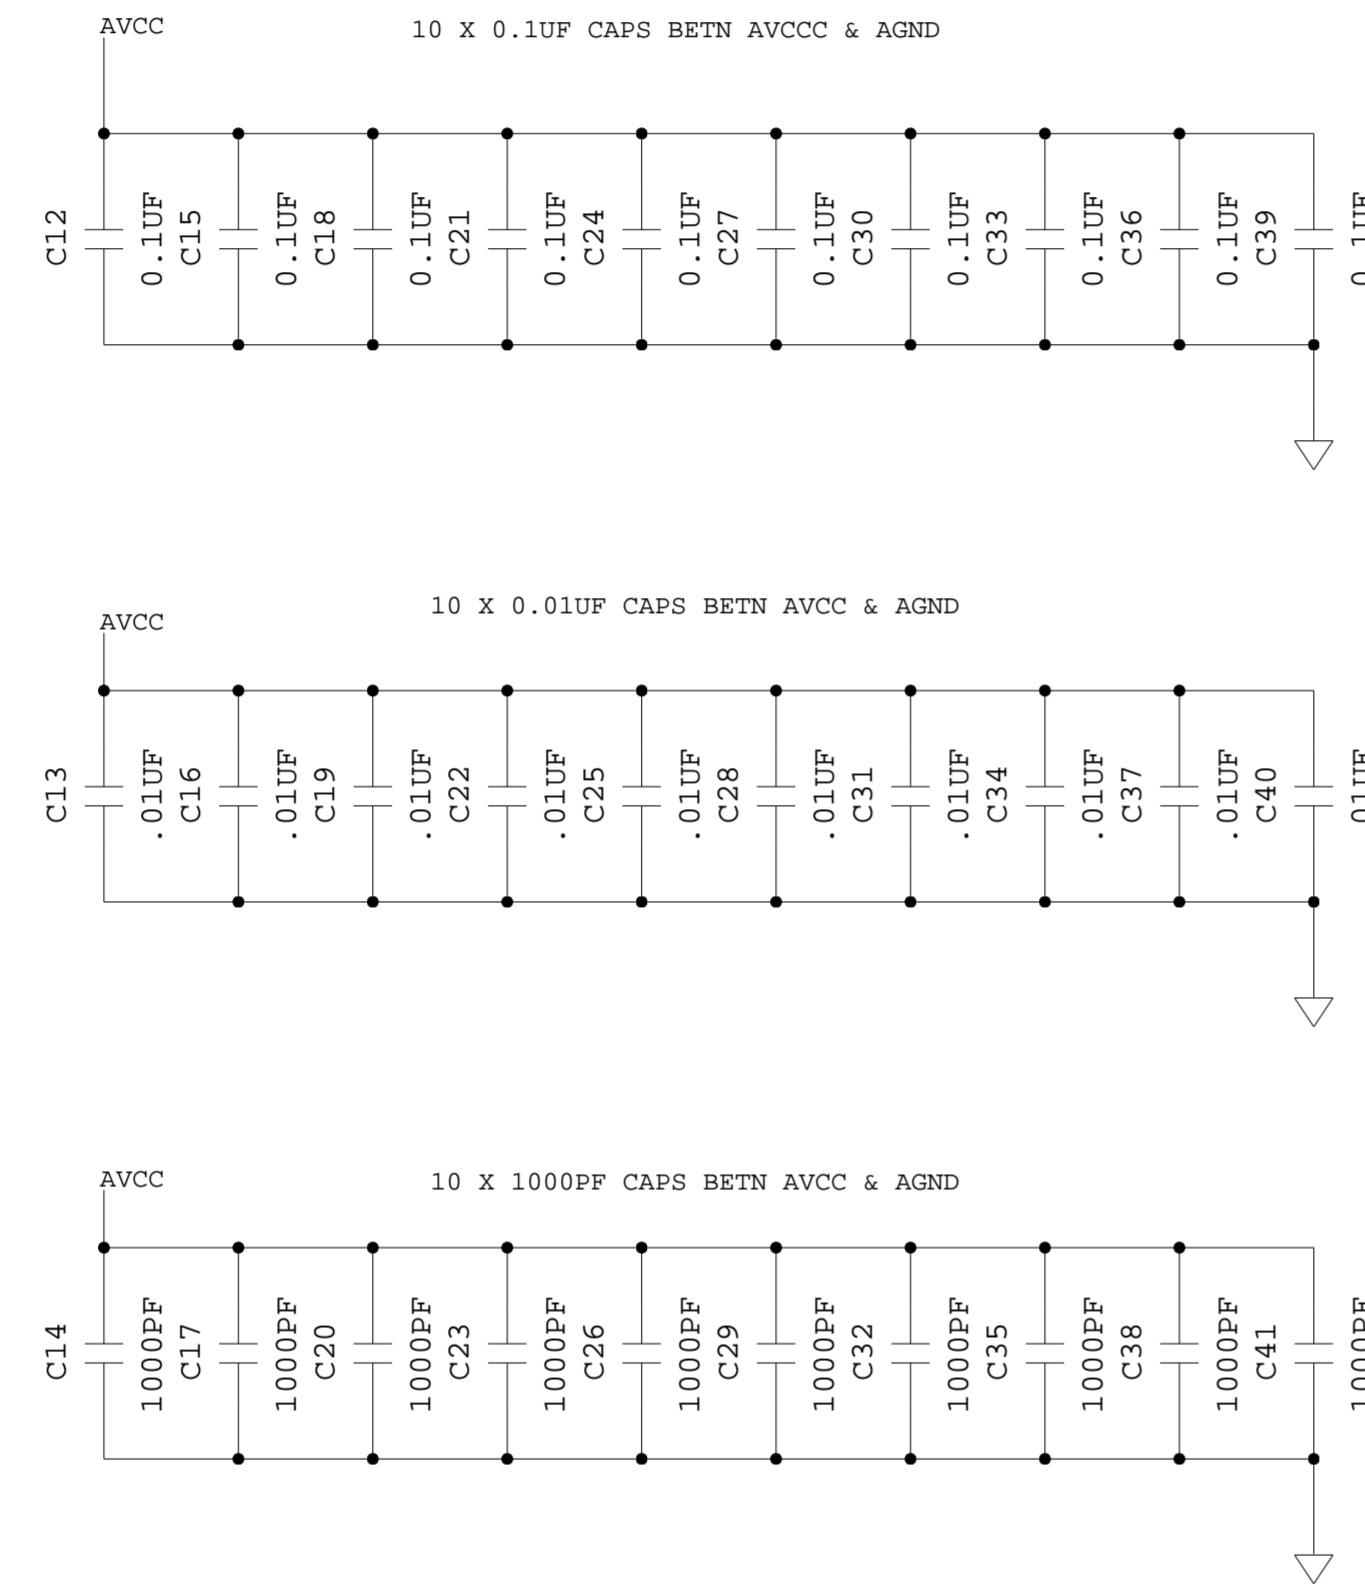 AVCC
10 X 0.1UF CAPS BETN AVCCC & AGND
C12
0.1UF
C15
0.1UF
C18
0.1UF
C21
0.1UF
C24
0.1UF
C27
0.1UF
C30
0.1UF
C33
0.1UF
C36
0.1UF
C39
0.1UF
10 X 0.01UF CAPS BETN AVCC & AGND
AVCC
C13
.01UF
C16
.01UF
C19
.01UF
C22
.01UF
C25
.01UF
C28
.01UF
C31
.01UF
C34
.01UF
C37
.01UF
C40
.01UF
AVCC
10 X 1000PF CAPS BETN AVCC & AGND
C14
1000PF
C17
1000PF
C20
1000PF
C23
1000PF
C26
1000PF
C29
1000PF
C32
1000PF
C35
1000PF
C38
1000PF
C41
1000PF